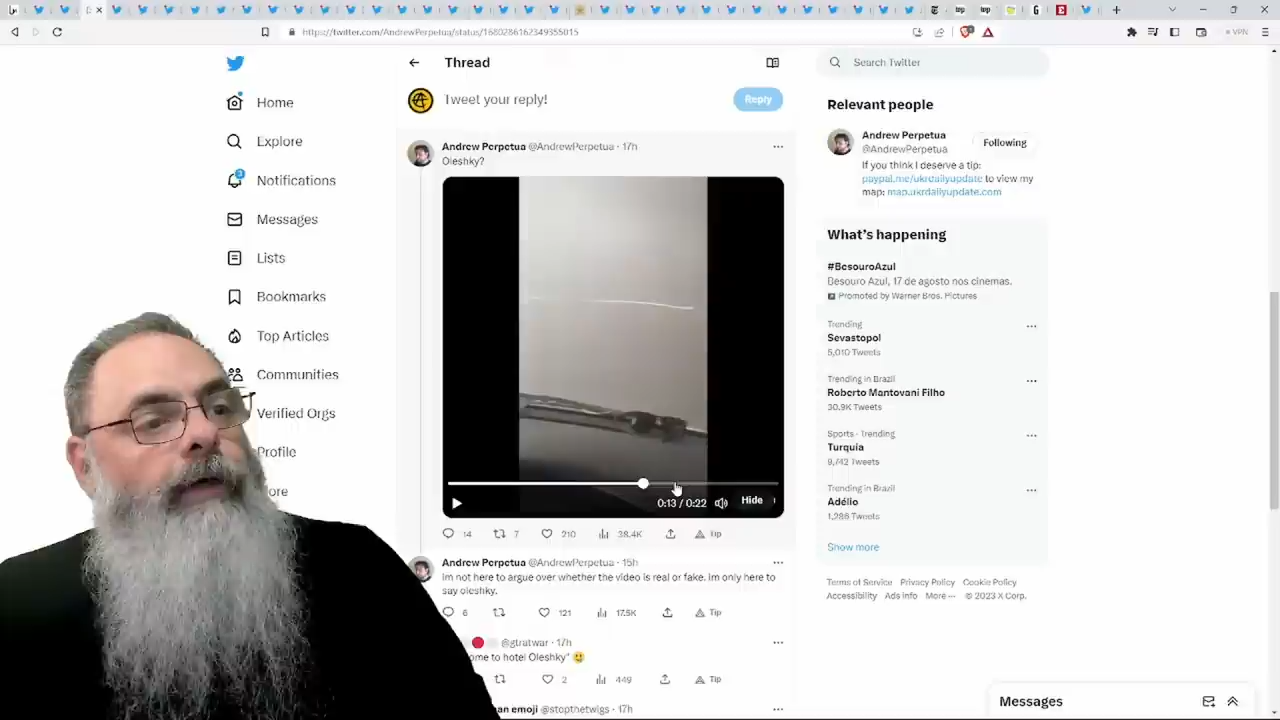 https://twitter.com/AndrewPerpetua/status/1680286162349355015
VPN
Home
Explore
3
Notifications
Messages
Lists
Bookmarks
Top Articles
Communities
Verified Orgs
Profile
ore
Thread
Tweet your reply!
Reply
Andrew Perpetua @AndrewPerpetua · 17h
Oleshky?
0:13 / 0:22
Hide
14 7 210 38.4K Tip
Andrew Perpetua @AndrewPerpetua · 15h
Im not here to argue over whether the video is real or fake. im only here to
say oleshky.
6 121 17.5K Tip
@gtratwar · 17h
ome to hotel Oleshky" 😃
2 449 Tip
an emoji @stopthetwigs · 17h
Search Twitter
Relevant people
Andrew Perpetua
@AndrewPerpetua
Following
If you think I deserve a tip:
paypal.me/ukrdailyupdate to view my
map: map.ukrdailyupdate.com
What's happening
#BesouroAzul
Besouro Azul, 17 de agosto nos cinemas.
Promoted by Warner Bros. Pictures
Trending
Sevastopol
5,010 Tweets
Trending in Brazil
Roberto Mantovani Filho
30.9K Tweets
Sports · Trending
Turquia
9,742 Tweets
Trending in Brazil
Adélio
1,286 Tweets
Show more
Terms of Service Privacy Policy Cookie Policy
Accessibility Ads info More ··· © 2023 X Corp.
Messages